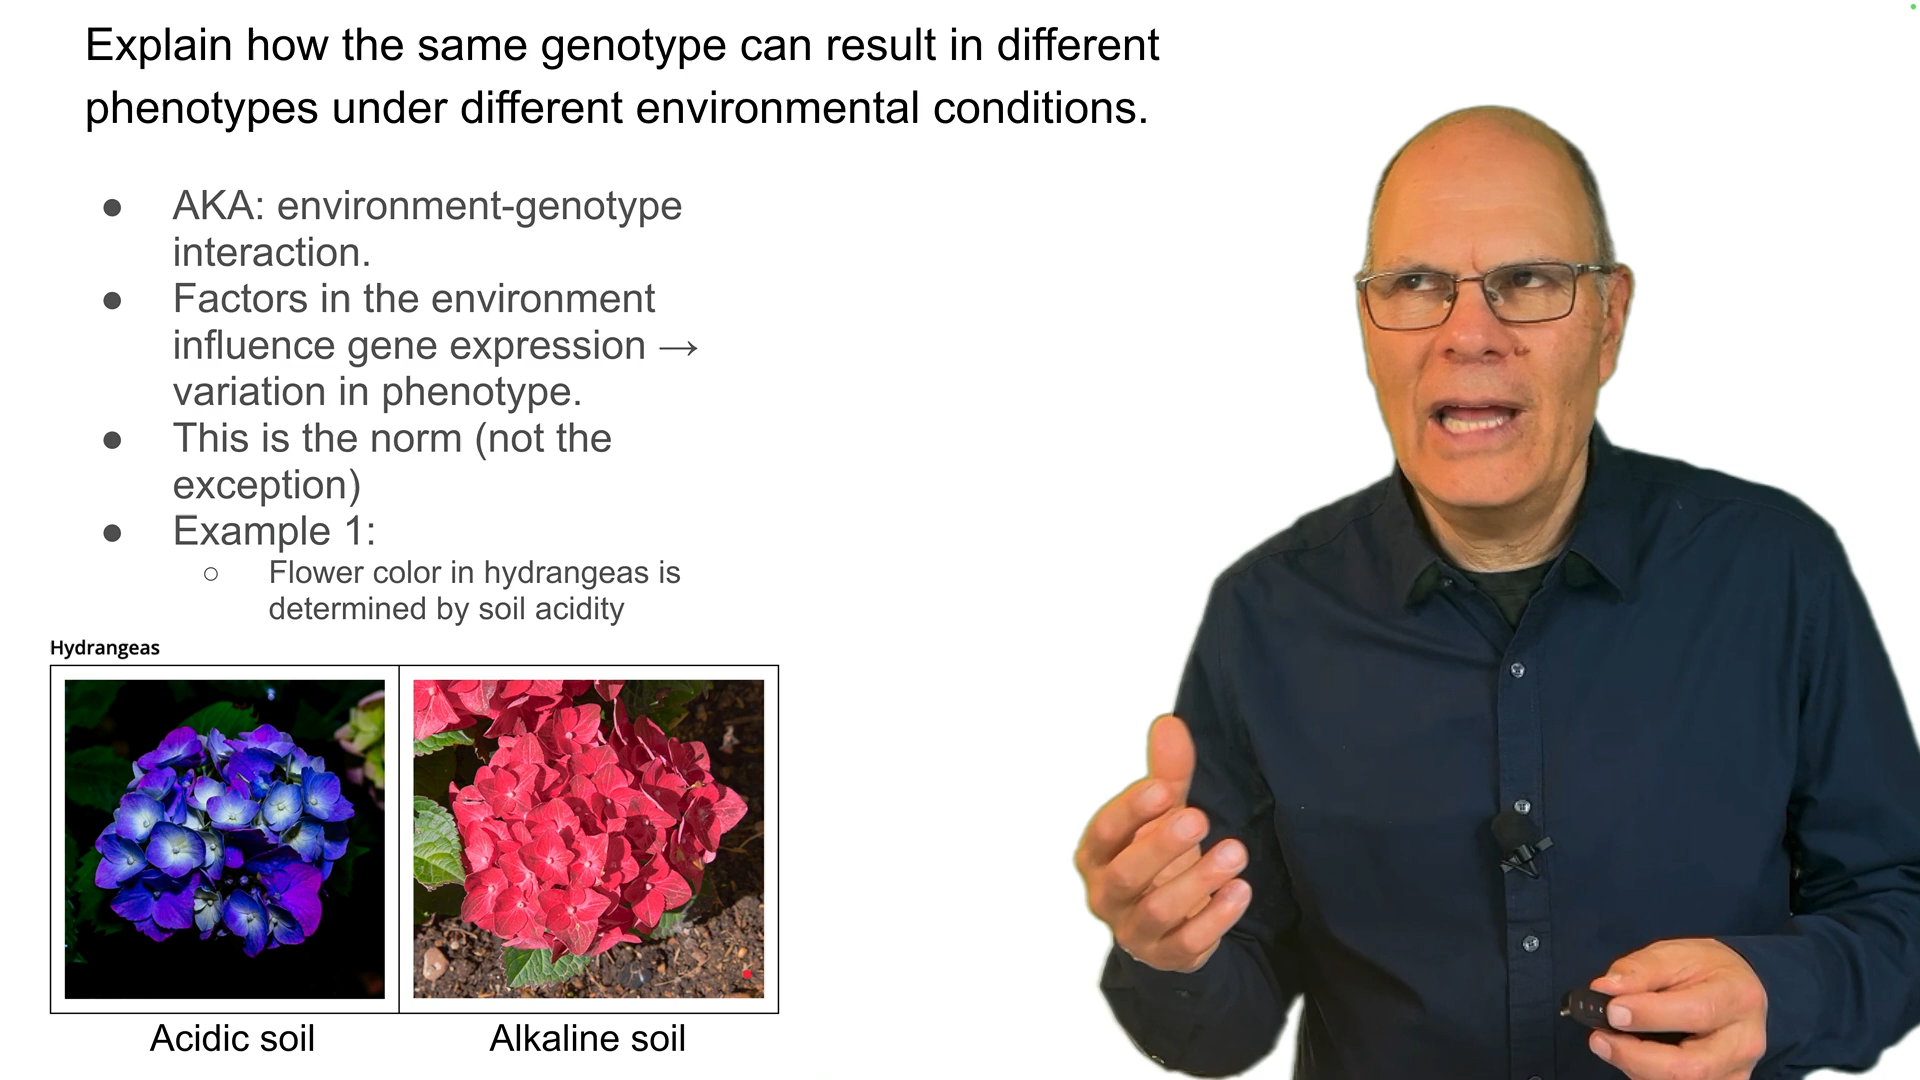 Explain how the same genotype can result in different
phenotypes under different environmental conditions.
● AKA: environment-genotype
interaction.
● Factors in the environment
influence gene expression →
variation in phenotype.
● This is the norm (not the
exception)
● Example 1:
○ Flower color in hydrangeas is
determined by soil acidity
Hydrangeas
Acidic soil
Alkaline soil